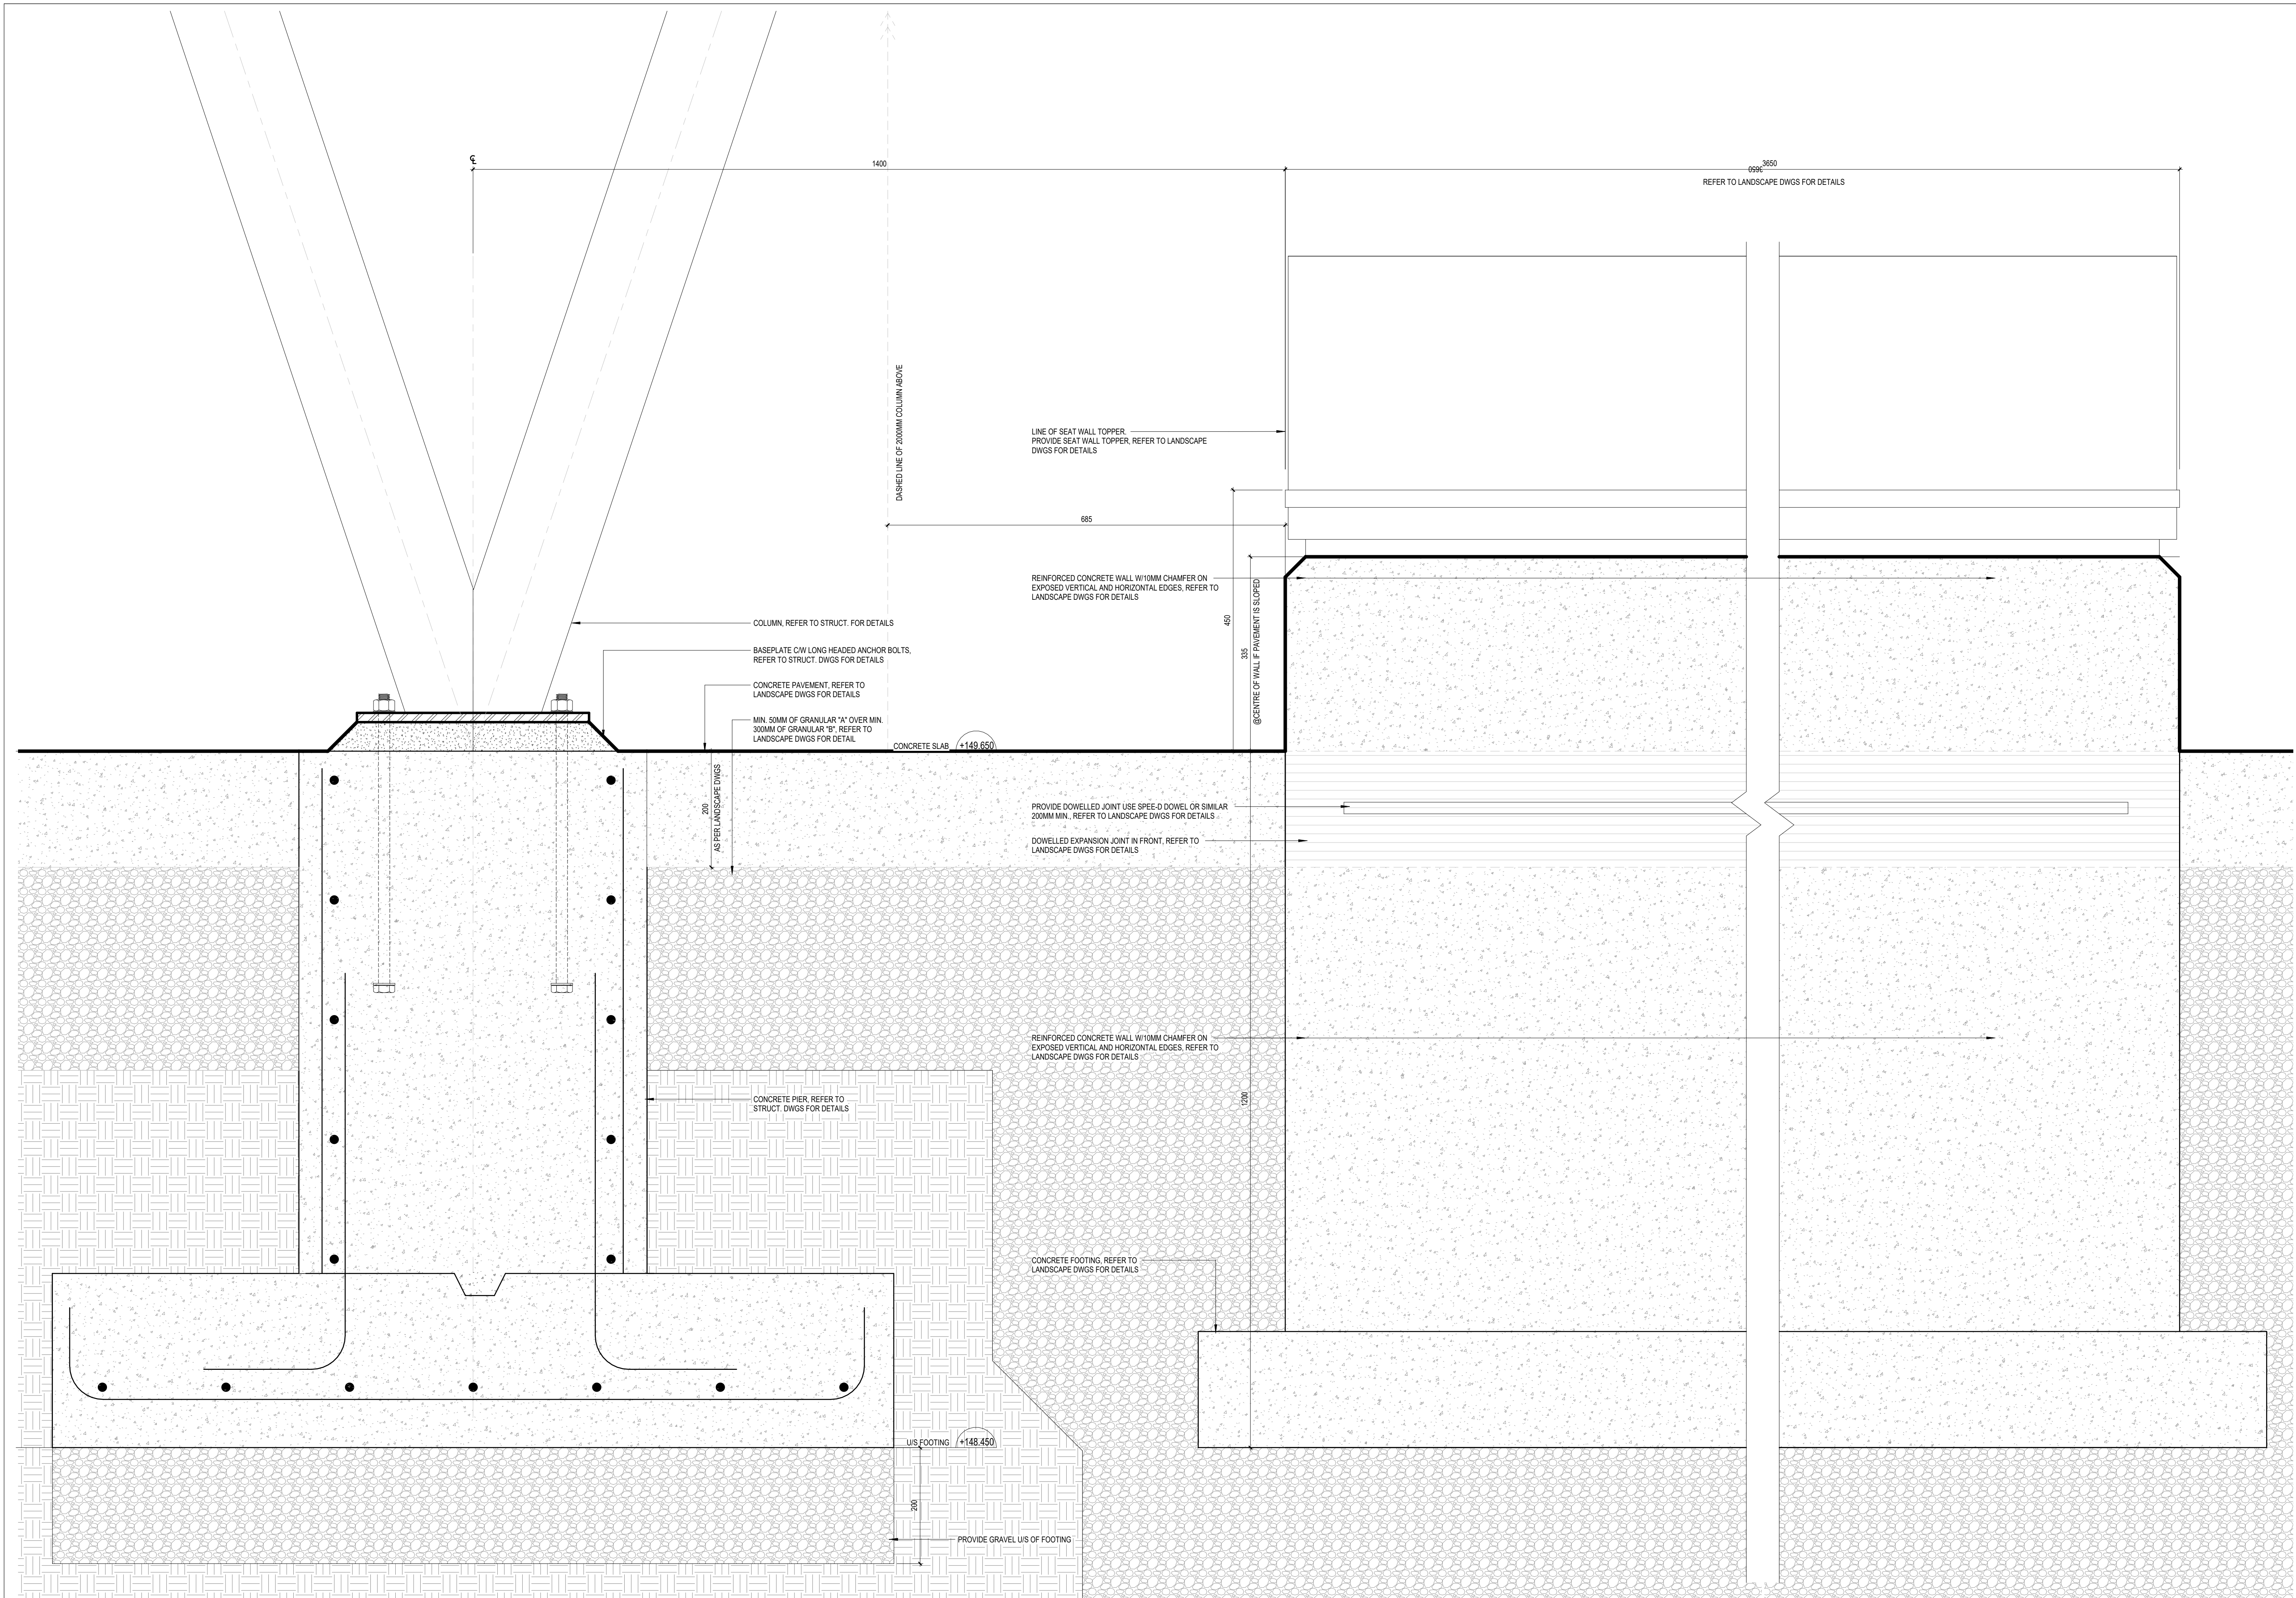 ℄
1400
3650
3650
REFER TO LANDSCAPE DWGS FOR DETAILS
DASHED LINE OF 2000MM COLUMN ABOVE
LINE OF SEAT WALL TOPPER.
PROVIDE SEAT WALL TOPPER, REFER TO LANDSCAPE
DWGS FOR DETAILS
685
450
335
@CENTRE OF WALL IF PAVEMENT IS SLOPED
REINFORCED CONCRETE WALL W/10MM CHAMFER ON
EXPOSED VERTICAL AND HORIZONTAL EDGES, REFER TO
LANDSCAPE DWGS FOR DETAILS
COLUMN, REFER TO STRUCT. FOR DETAILS
BASEPLATE C/W LONG HEADED ANCHOR BOLTS,
REFER TO STRUCT. DWGS FOR DETAILS
CONCRETE PAVEMENT, REFER TO
LANDSCAPE DWGS FOR DETAILS
MIN. 50MM OF GRANULAR "A" OVER MIN.
300MM OF GRANULAR "B", REFER TO
LANDSCAPE DWGS FOR DETAIL
CONCRETE SLAB +149.650
200
AS PER LANDSCAPE DWGS
PROVIDE DOWELLED JOINT USE SPEE-D DOWEL OR SIMILAR
200MM MIN., REFER TO LANDSCAPE DWGS FOR DETAILS
DOWELLED EXPANSION JOINT IN FRONT, REFER TO
LANDSCAPE DWGS FOR DETAILS
REINFORCED CONCRETE WALL W/10MM CHAMFER ON
EXPOSED VERTICAL AND HORIZONTAL EDGES, REFER TO
LANDSCAPE DWGS FOR DETAILS
1200
CONCRETE PIER, REFER TO
STRUCT. DWGS FOR DETAILS
CONCRETE FOOTING, REFER TO
LANDSCAPE DWGS FOR DETAILS
U/S FOOTING +148.450
200
PROVIDE GRAVEL U/S OF FOOTING